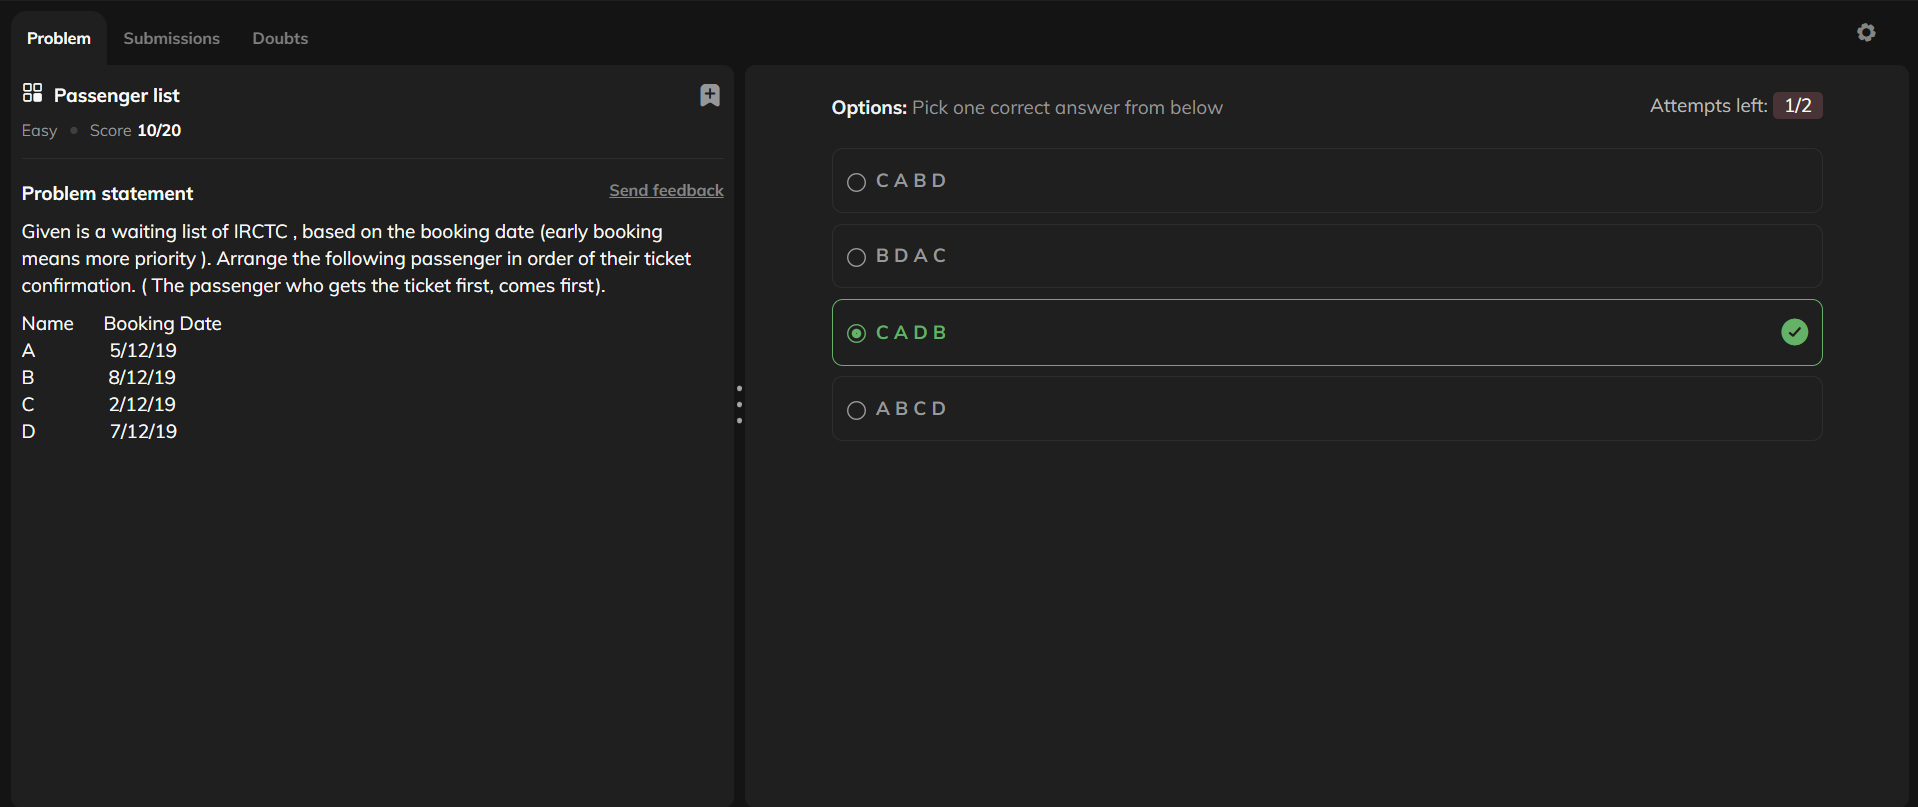 Problem Submissions Doubts
Passenger list
Easy • Score 10/20
Problem statement Send feedback
Given is a waiting list of IRCTC , based on the booking date (early booking
means more priority ). Arrange the following passenger in order of their ticket
confirmation. ( The passenger who gets the ticket first, comes first).
Name Booking Date
A 5/12/19
B 8/12/19
C 2/12/19
D 7/12/19
Options: Pick one correct answer from below Attempts left: 1/2
C A B D
B D A C
C A D B
A B C D